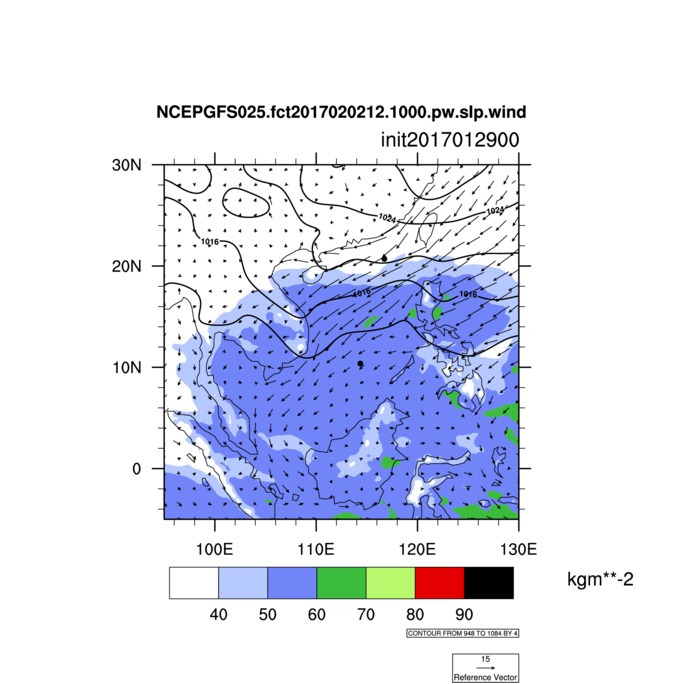 NCEPGFS025.fct2017020212.1000.pw.slp.wind
init2017012900
30N
1024
1024
1016
20N
1016
1016
10N
0
100E
110E
120E
130E
kgm**-2
40
50
60
70
80
90
CONTOUR FROM 948 TO 1084 BY 4
15
Reference Vector